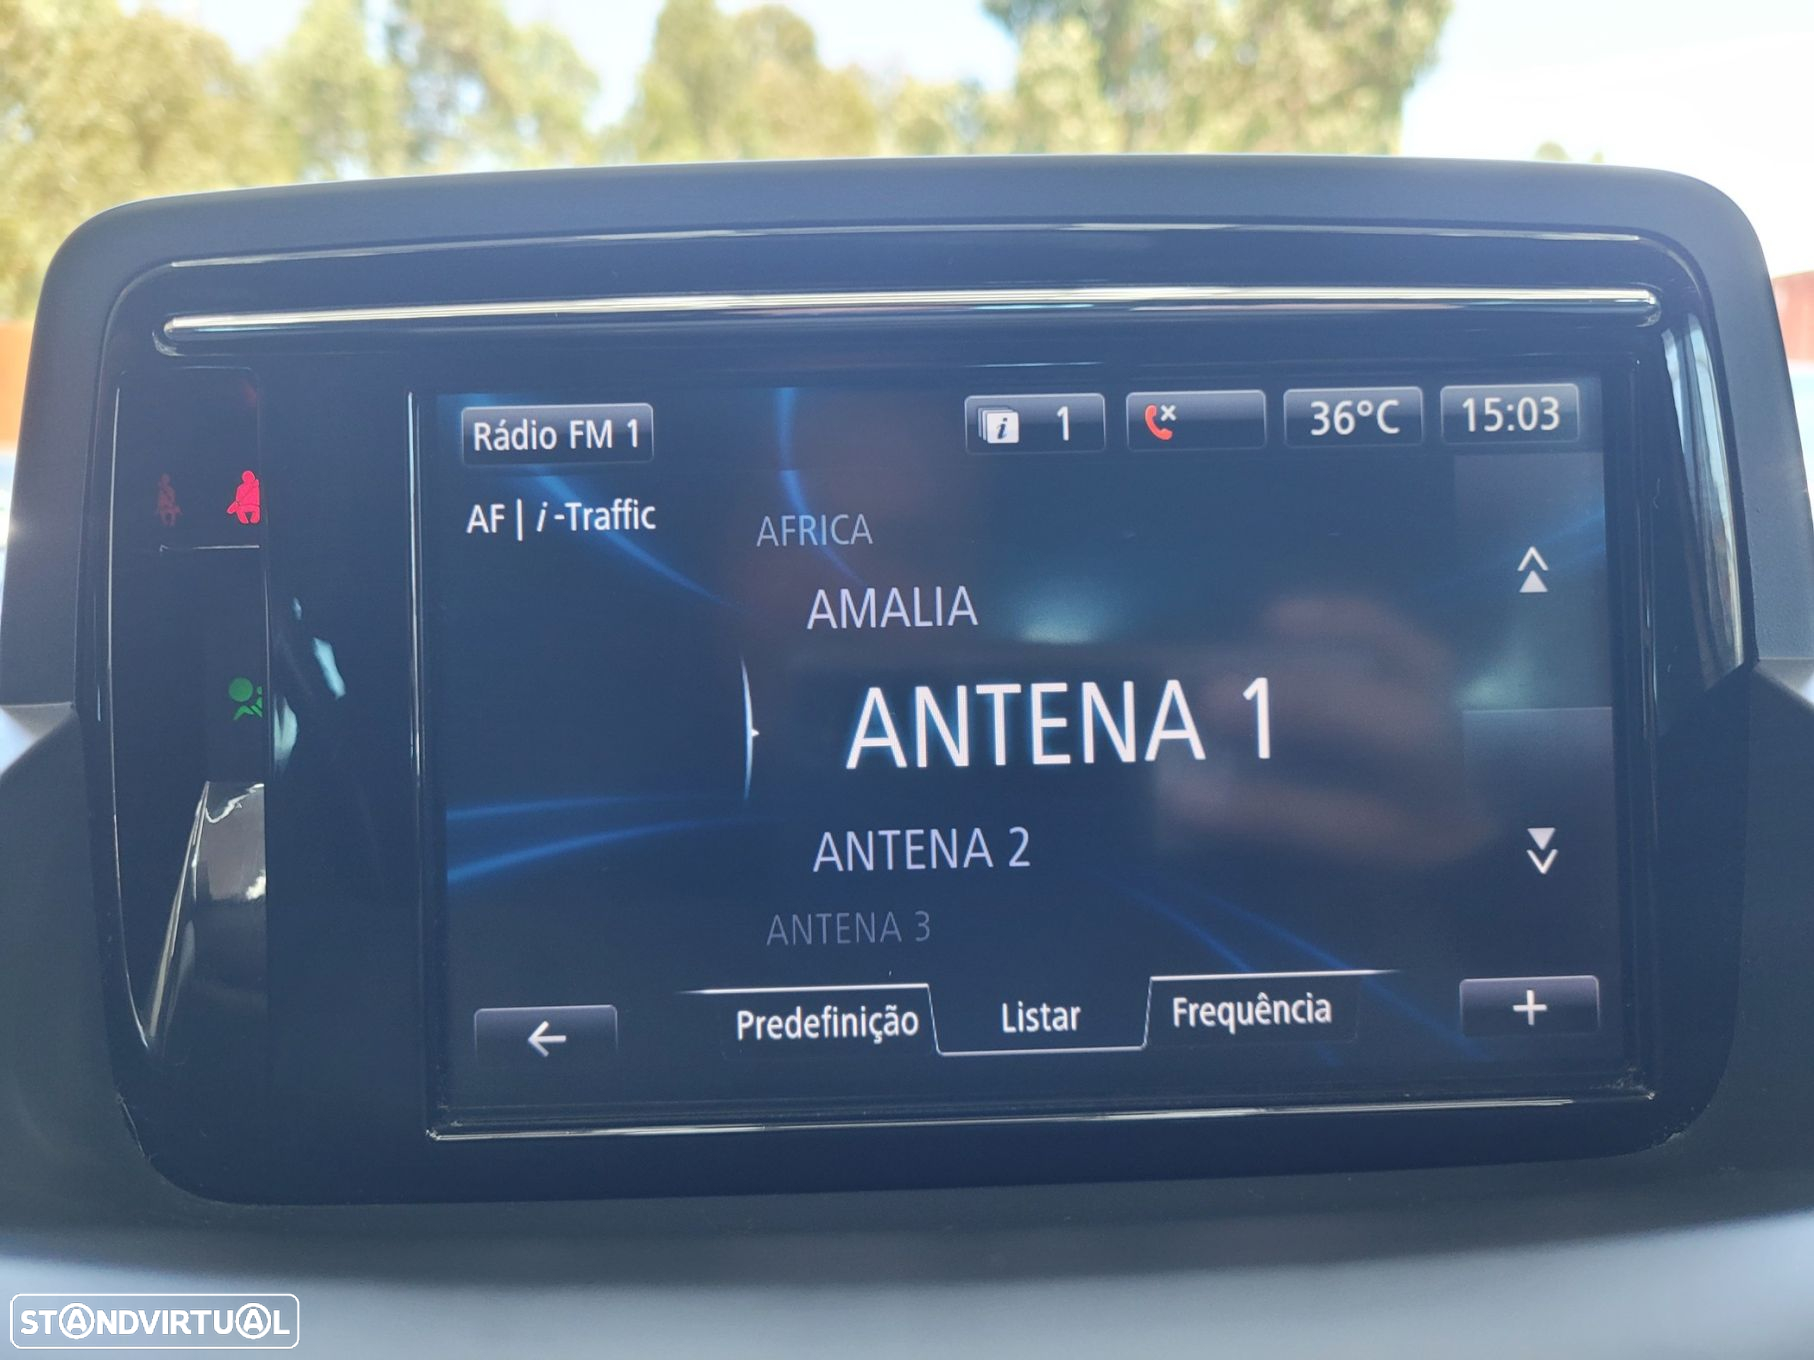 Rádio FM 1
i 1
36°C
15:03
AF | i-Traffic
AFRICA
AMALIA
ANTENA 1
ANTENA 2
ANTENA 3
Predefinição
Listar
Frequência
STANDVIRTUAL